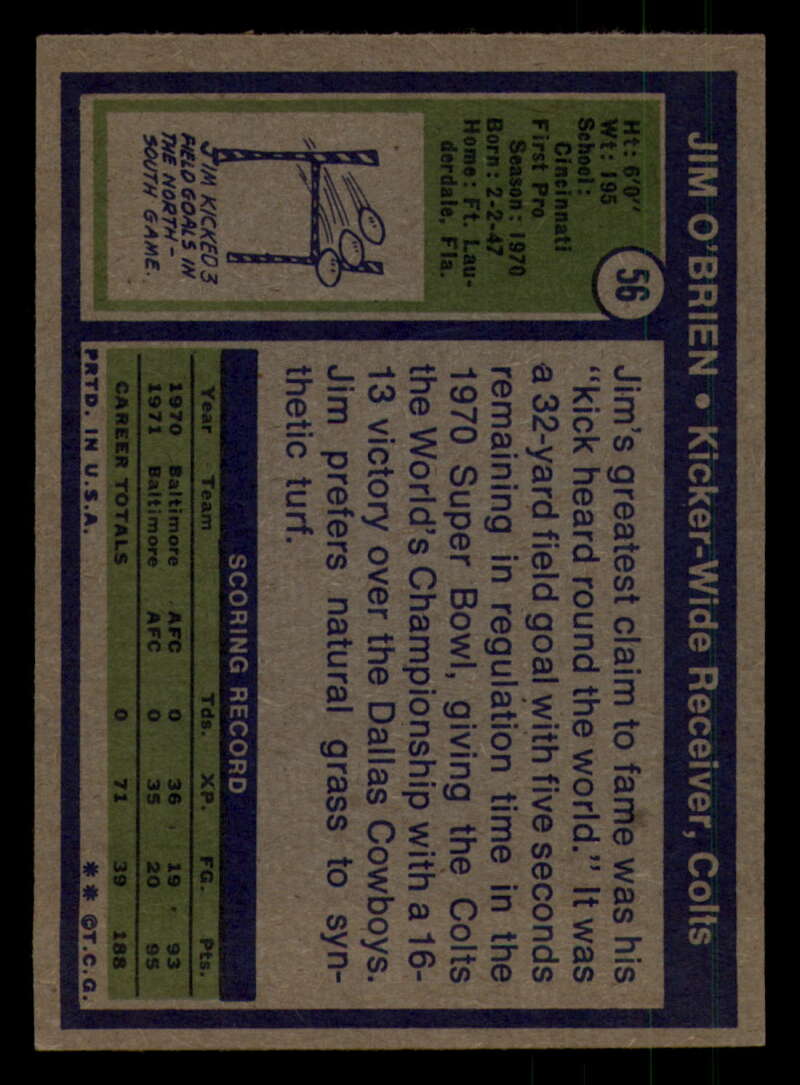 JIM O'BRIEN • Kicker-Wide Receiver, Colts
56
Ht: 6'0"
Wt: 195
School:
Cincinnati
First Pro
Season: 1970
Born: 2-2-47
Home: Ft. Lau-
derdale, Fla.
JIM KICKED 3
FIELD GOALS IN
THE NORTH-
SOUTH GAME.
Jim's greatest claim to fame was his
"kick heard round the world." It was
a 32-yard field goal with five seconds
remaining in regulation time in the
1970 Super Bowl, giving the Colts
the World's Championship with a 16-
13 victory over the Dallas Cowboys.
Jim prefers natural grass to syn-
thetic turf.
SCORING RECORD
Year Team Tds. XP. FG. Pts.
1970 Baltimore AFC 0 36 19 93
1971 Baltimore AFC 0 35 20 95
CAREER TOTALS 0 71 39 188
PRTD. IN U.S.A. ** ©T.C.G.